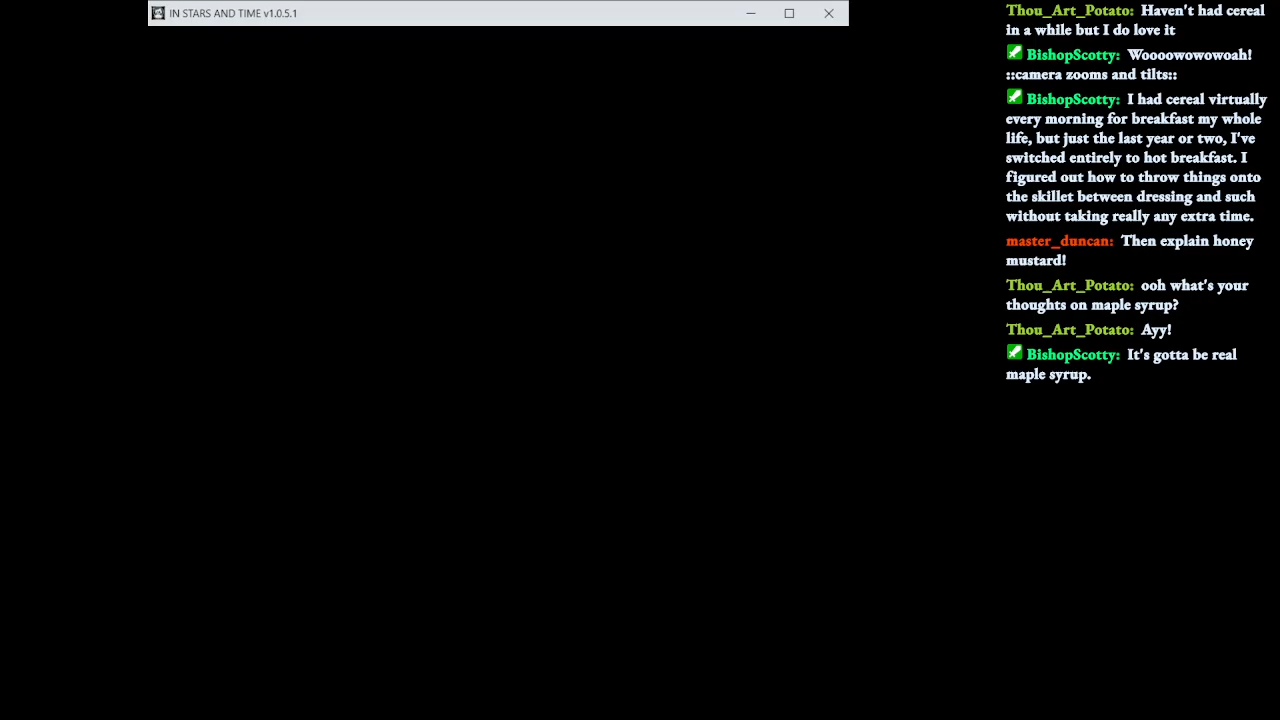 IN STARS AND TIME v1.0.5.1
Thou_Art_Potato: Haven't had cereal
in a while but I do love it
BishopScotty: Woooowowowoah!
::camera zooms and tilts::
BishopScotty: I had cereal virtually
every morning for breakfast my whole
life, but just the last year or two, I've
switched entirely to hot breakfast. I
figured out how to throw things onto
the skillet between dressing and such
without taking really any extra time.
master_duncan: Then explain honey
mustard!
Thou_Art_Potato: ooh what's your
thoughts on maple syrup?
Thou_Art_Potato: Ayy!
BishopScotty: It's gotta be real
maple syrup.